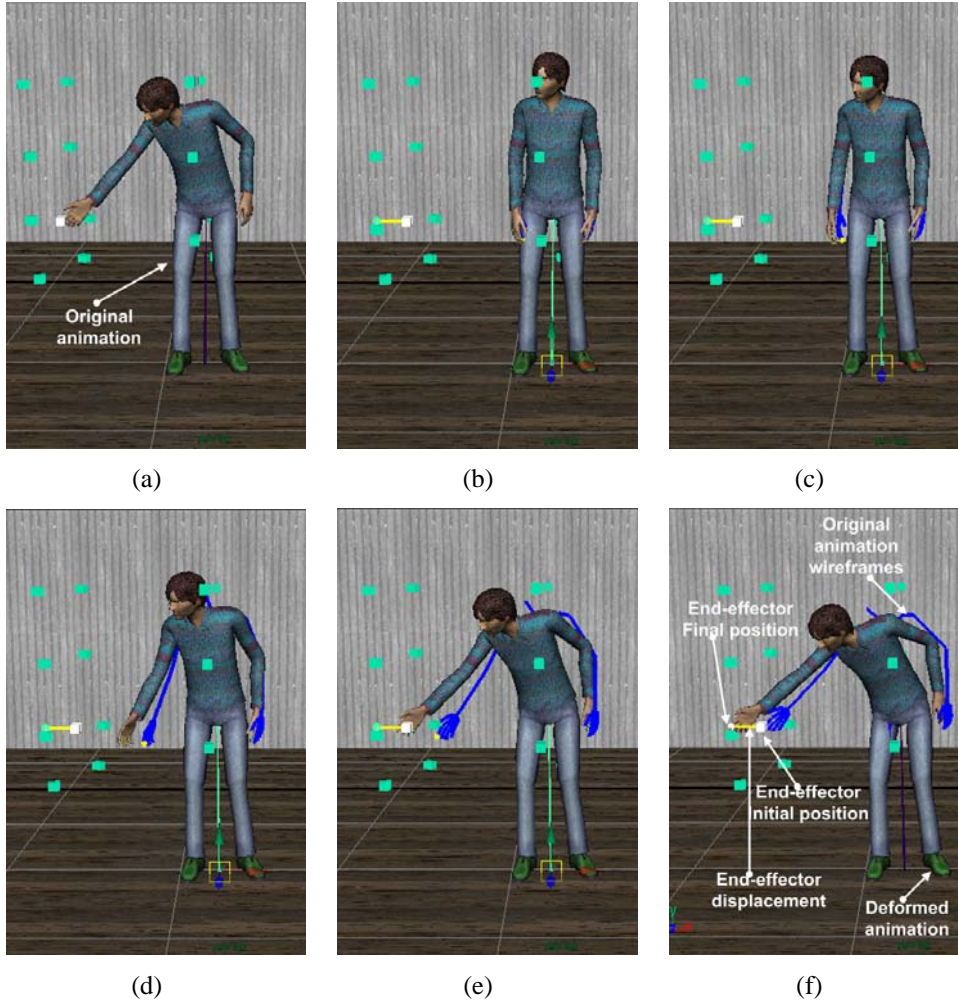 Original
animation
(a)
(b)
(c)
Original
animation
wireframes
End-effector
Final position
End-effector
Initial position
End-effector
displacement
Deformed
animation
y
(d)
(e)
(f)